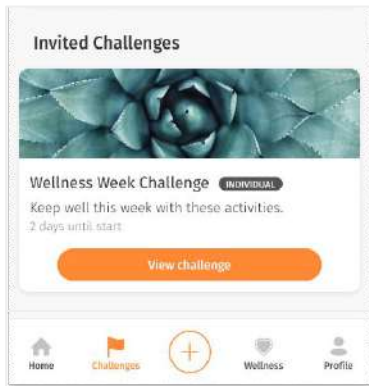 Invited Challenges
Wellness Week Challenge INDIVIDUAL
Keep well this week with these activities.
2 days until start
View challenge
Home Challenges Wellness Profile